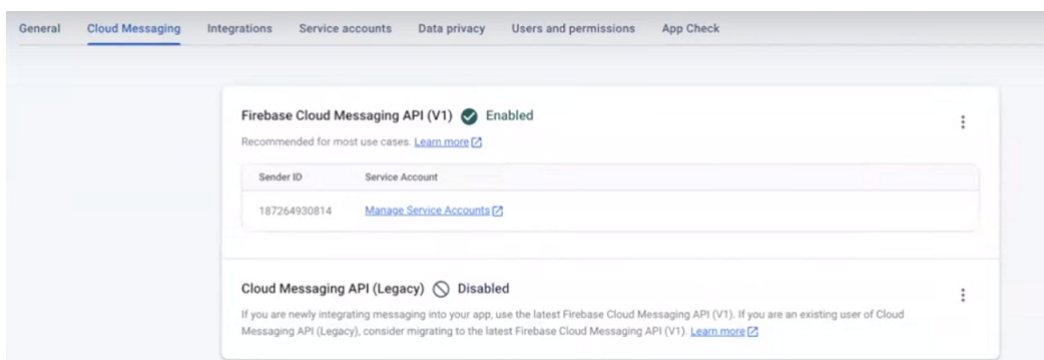 General Cloud Messaging Integrations Service accounts Data privacy Users and permissions App Check
Firebase Cloud Messaging API (V1) Enabled
Recommended for most use cases. Learn more
Sender ID Service Account
187264930814 Manage Service Accounts
Cloud Messaging API (Legacy) Disabled
If you are newly integrating messaging into your app, use the latest Firebase Cloud Messaging API (V1). If you are an existing user of Cloud
Messaging API (Legacy), consider migrating to the latest Firebase Cloud Messaging API (V1). Learn more